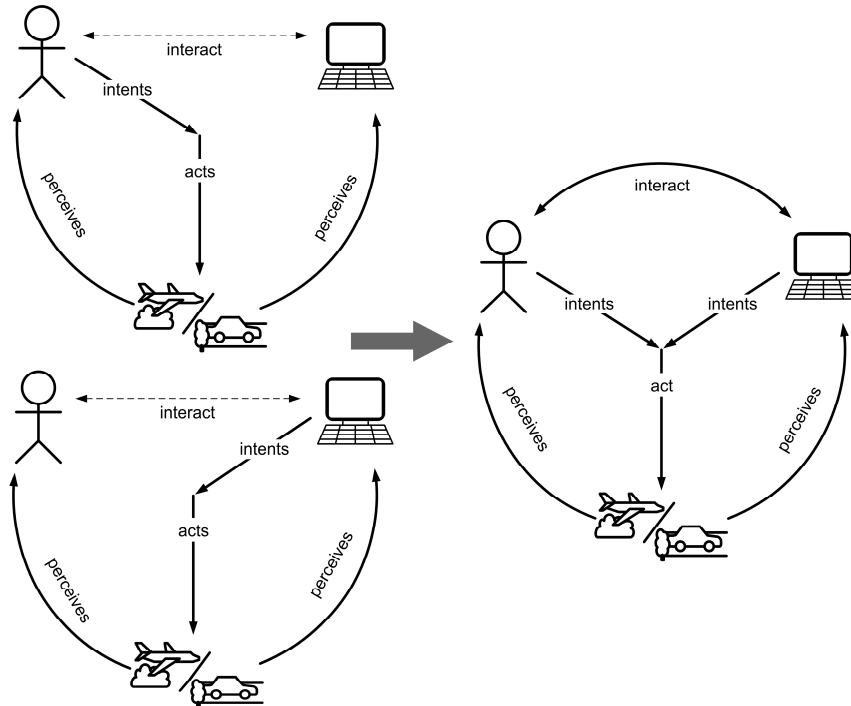 interact
intents
acts
perceives
perceives
interact
intents
acts
perceives
perceives
interact
intents
intents
act
perceives
perceives